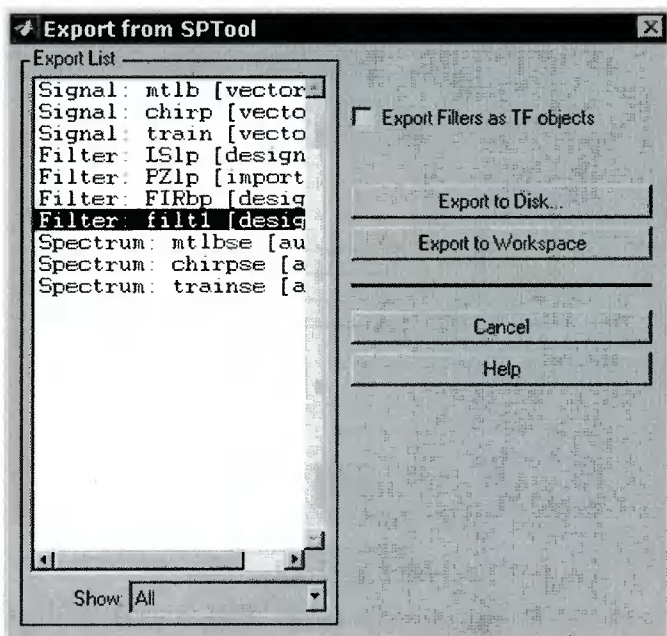 Export from SPTool
Export List
Signal: mtlb [vector
Signal: chirp [vecto
Signal: train [vecto
Filter: LSlp [design
Filter: PZlp [import
Filter: FIRbp [desig
Filter: filt1 [desig
Spectrum: mtlbse [au
Spectrum: chirpse [a
Spectrum: trainse [a
Show: All
Export Filters as TF objects
Export to Disk...
Export to Workspace
Cancel
Help